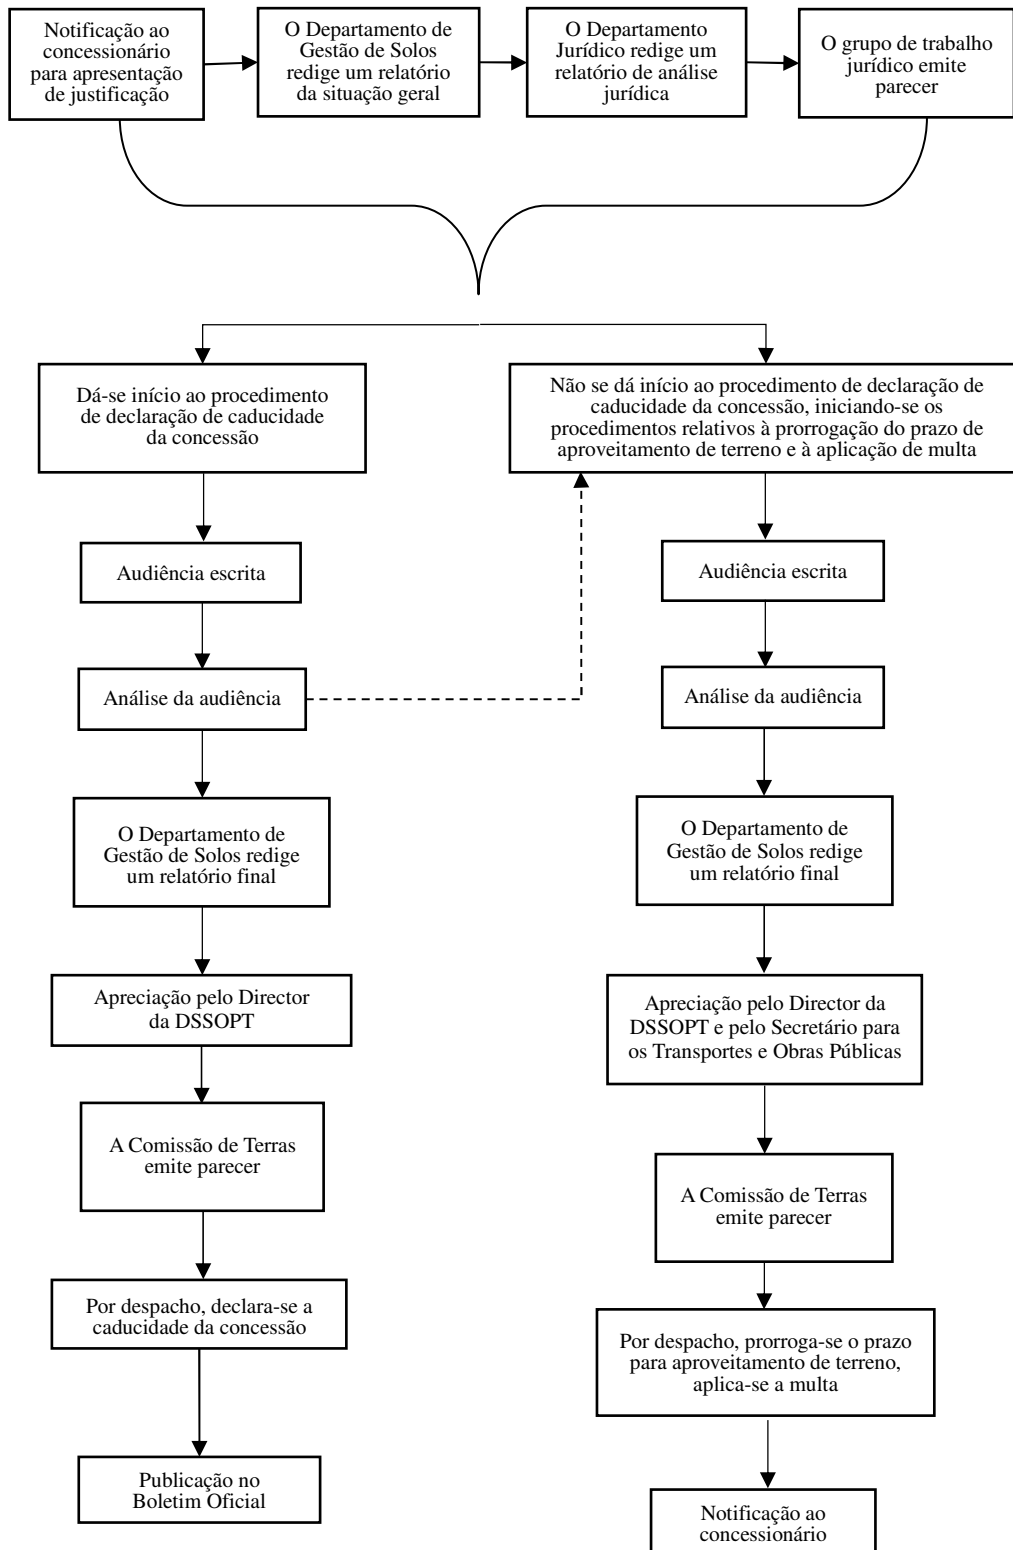 Notificação ao
concessionário
para apresentação
de justificação
O Departamento de
Gestão de Solos
redige um relatório
da situação geral
O Departamento
Jurídico redige um
relatório de análise
jurídica
O grupo de trabalho
jurídico emite
parecer
Dá-se início ao procedimento
de declaração de caducidade
da concessão
Audiência escrita
Análise da audiência
O Departamento de
Gestão de Solos redige
um relatório final
Apreciação pelo Director
da DSSOPT
A Comissão de Terras
emite parecer
Por despacho, declara-se a
caducidade da concessão
Publicação no
Boletim Oficial
Não se dá início ao procedimento de declaração de
caducidade da concessão, iniciando-se os
procedimentos relativos à prorrogação do prazo de
aproveitamento de terreno e à aplicação de multa
Audiência escrita
Análise da audiência
O Departamento de
Gestão de Solos redige
um relatório final
Apreciação pelo Director da
DSSOPT e pelo Secretário para
os Transportes e Obras Públicas
A Comissão de Terras
emite parecer
Por despacho, prorroga-se o prazo
para aproveitamento de terreno,
aplica-se a multa
Notificação ao
concessionário